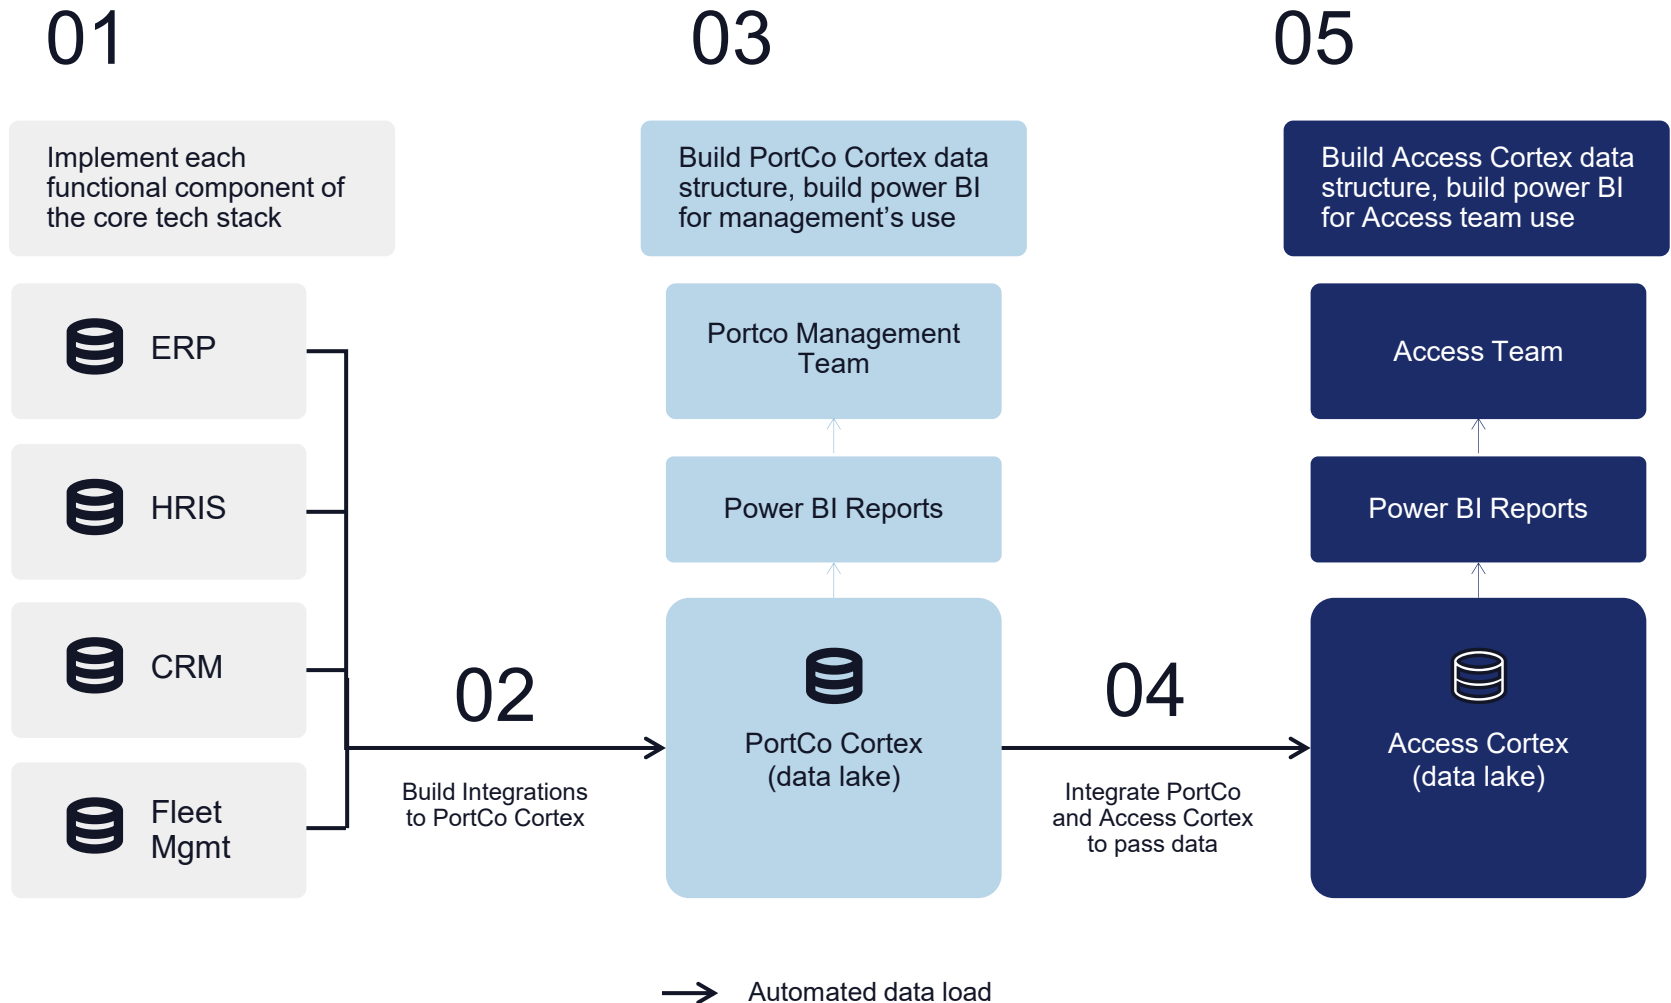 01
03
05
Implement each
functional component of
the core tech stack
Build PortCo Cortex data
structure, build power BI
for management’s use
Build Access Cortex data
structure, build power BI
for Access team use
ERP
HRIS
CRM
Fleet
Mgmt
02
Build Integrations
to PortCo Cortex
Portco Management
Team
Power BI Reports
PortCo Cortex
(data lake)
04
Integrate PortCo
and Access Cortex
to pass data
Access Team
Power BI Reports
Access Cortex
(data lake)
Automated data load